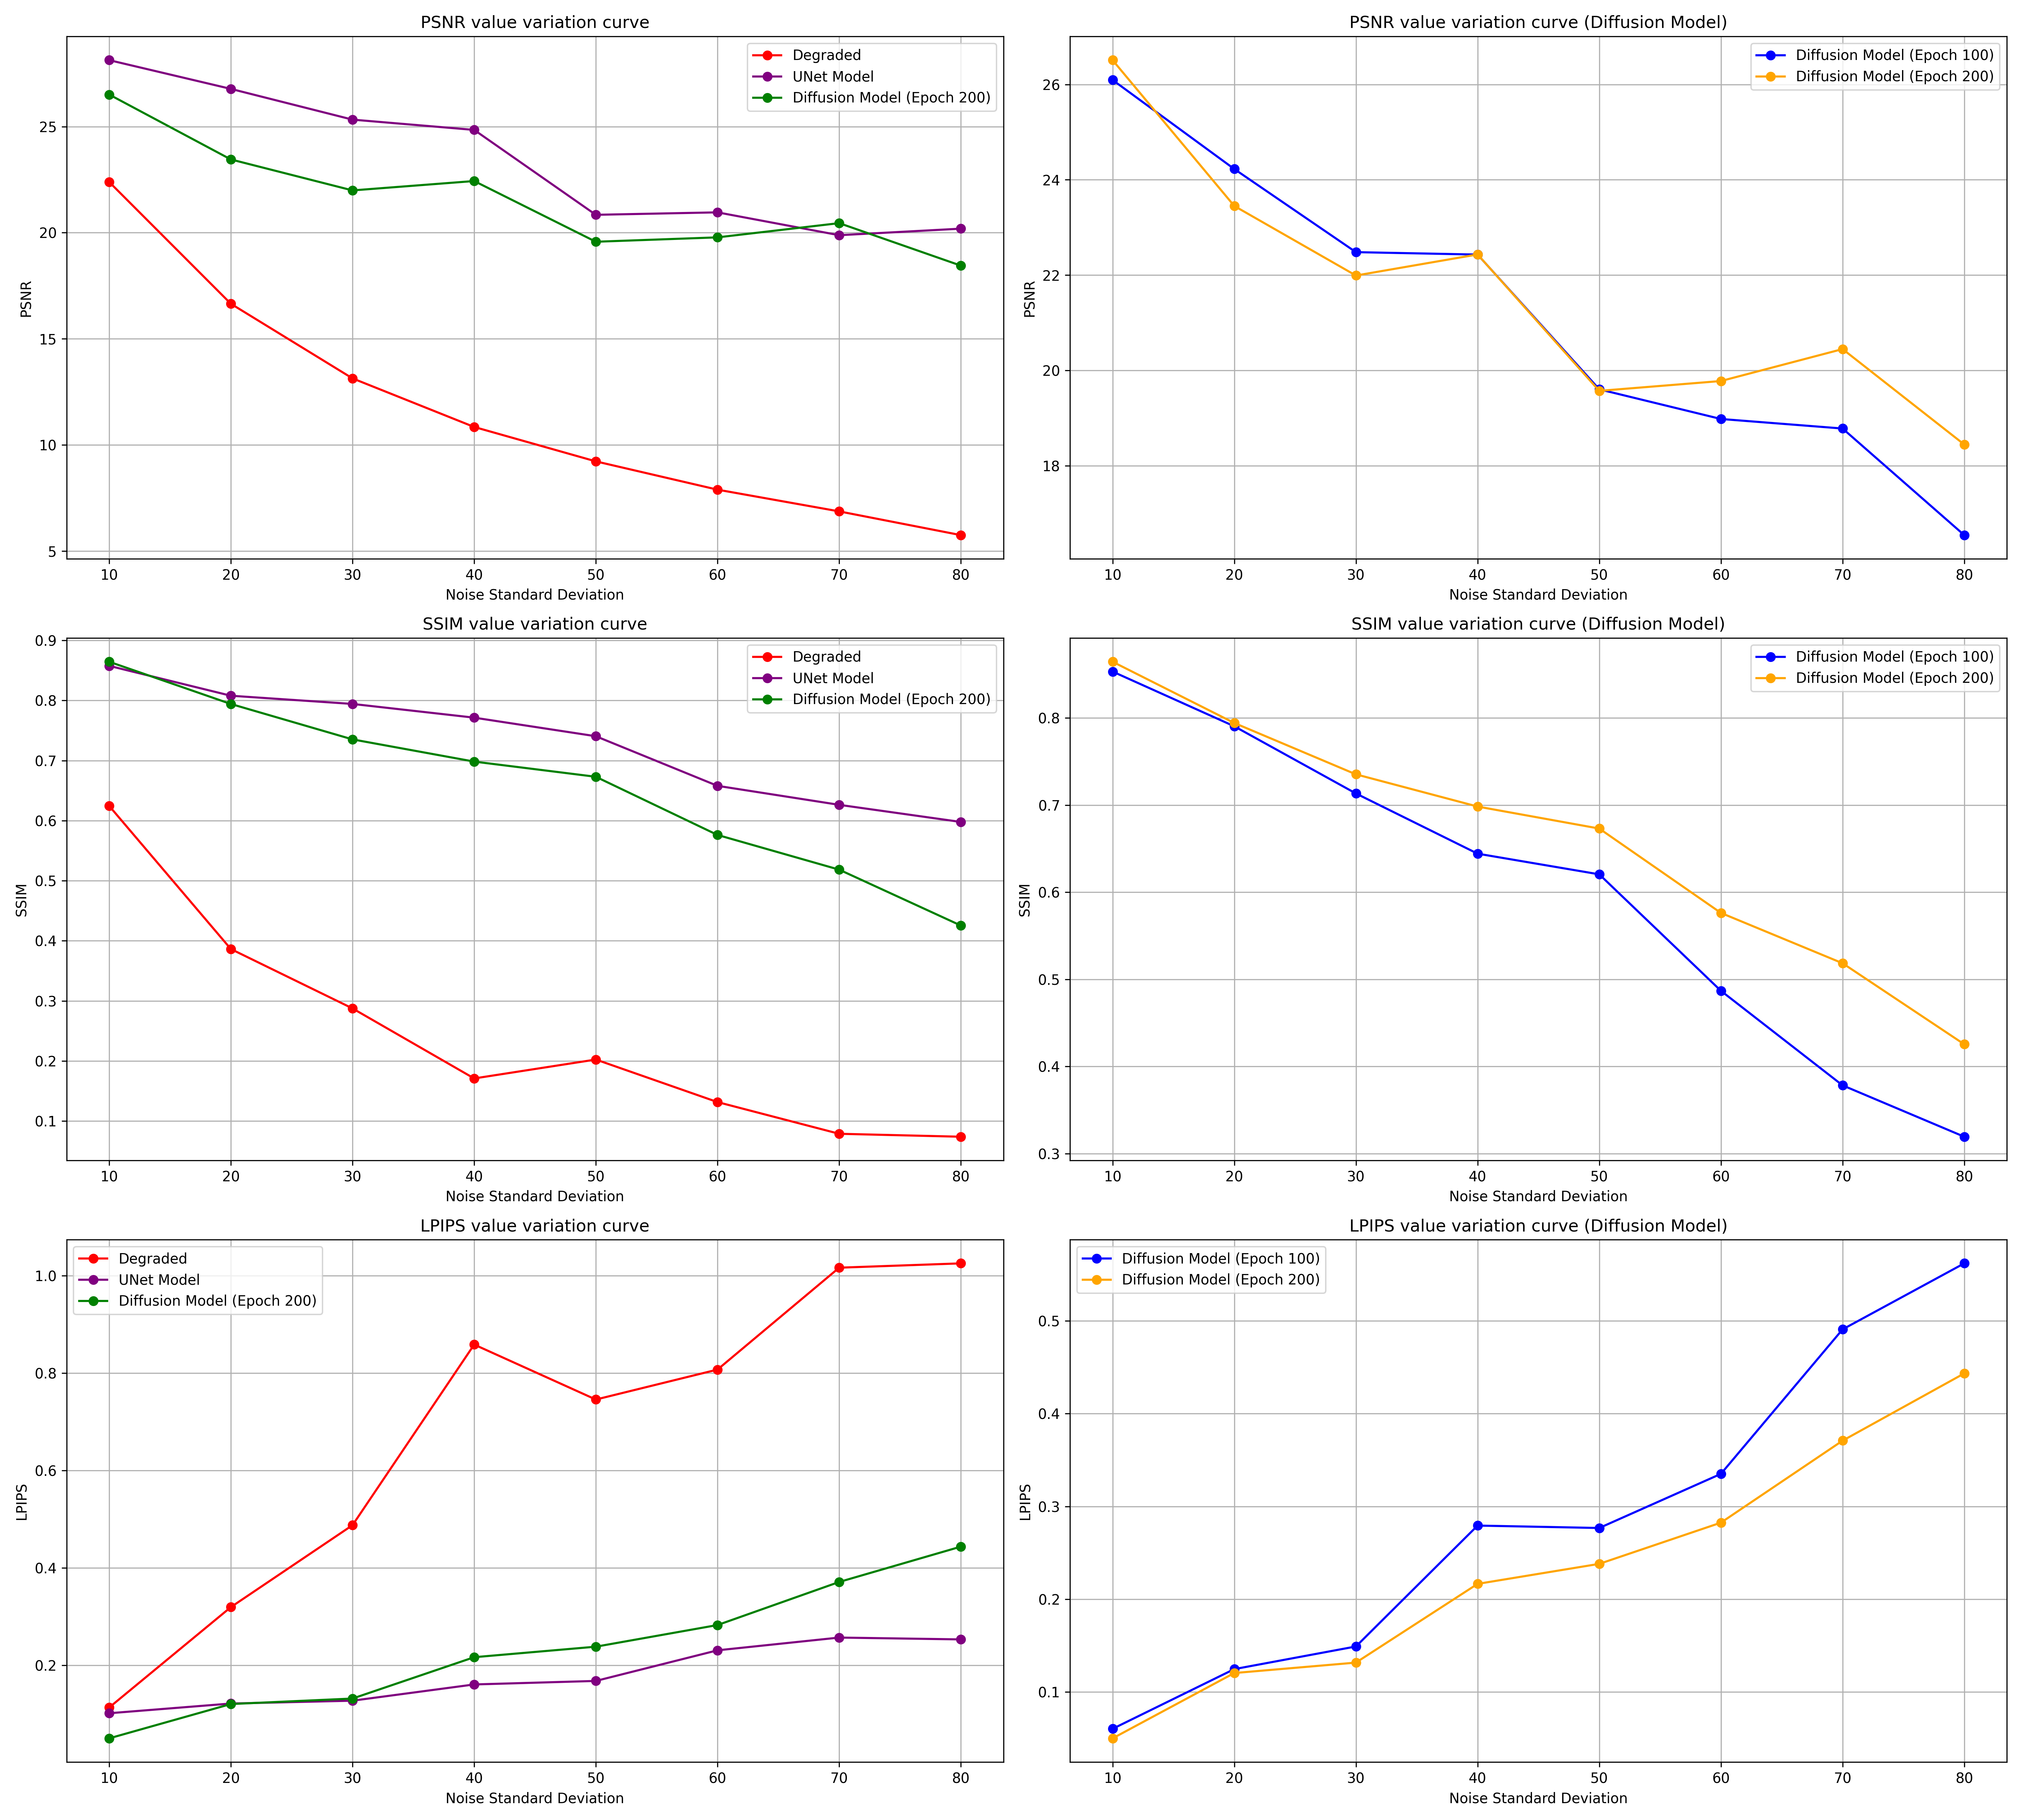 PSNR value variation curve
Degraded
UNet Model
Diffusion Model (Epoch 200)
25
20
15
10
5
PSNR
10 20 30 40 50 60 70 80
Noise Standard Deviation
PSNR value variation curve (Diffusion Model)
Diffusion Model (Epoch 100)
Diffusion Model (Epoch 200)
26
24
22
20
18
PSNR
10 20 30 40 50 60 70 80
Noise Standard Deviation
SSIM value variation curve
Degraded
UNet Model
Diffusion Model (Epoch 200)
0.9
0.8
0.7
0.6
0.5
0.4
0.3
0.2
0.1
SSIM
10 20 30 40 50 60 70 80
Noise Standard Deviation
SSIM value variation curve (Diffusion Model)
Diffusion Model (Epoch 100)
Diffusion Model (Epoch 200)
0.8
0.7
0.6
0.5
0.4
0.3
SSIM
10 20 30 40 50 60 70 80
Noise Standard Deviation
LPIPS value variation curve
Degraded
UNet Model
Diffusion Model (Epoch 200)
1.0
0.8
0.6
0.4
0.2
LPIPS
10 20 30 40 50 60 70 80
Noise Standard Deviation
LPIPS value variation curve (Diffusion Model)
Diffusion Model (Epoch 100)
Diffusion Model (Epoch 200)
0.5
0.4
0.3
0.2
0.1
LPIPS
10 20 30 40 50 60 70 80
Noise Standard Deviation